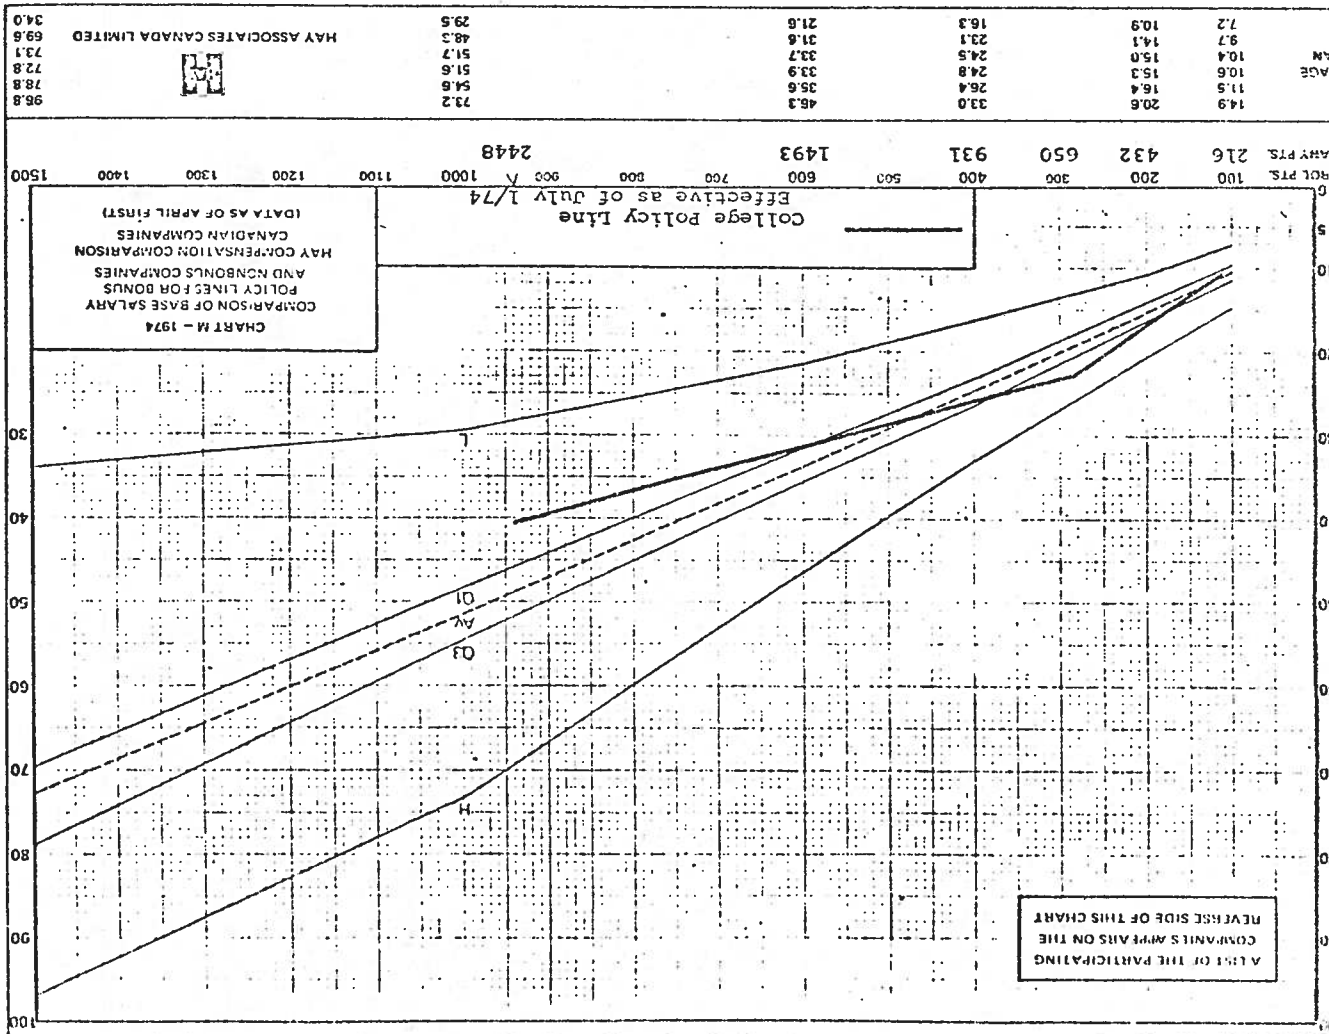 100
A LIST OF THE PARTICIPATING
COMPANIES APPEARS ON THE
REVERSE SIDE OF THIS CHART
90
80
H
70
60
Q3
Av
Q1
50
40
L
30
CHART M – 1974
COMPARISON OF BASE SALARY
POLICY LINES FOR BONUS
AND NONBONUS COMPANIES
HAY COMPENSATION COMPARISON
CANADIAN COMPANIES
(DATA AS OF APRIL FIRST)
College Policy Line
Effective as of July 1/74
ROL PTS. 100 200 300 400 500 600 700 800 900 1000 1100 1200 1300 1400 1500
ARY PTS. 216 432 650 931 1493 2448
14.9 20.6 33.0 46.3 73.2 96.8
11.5 16.4 26.4 35.6 54.6 78.8
AGE 10.6 15.3 24.8 33.9 51.6 72.8
AN 10.4 15.0 24.5 33.7 51.7 73.1
9.7 14.1 23.1 31.6 48.3 69.6
7.2 10.9 16.3 21.6 29.5 34.0
HAY ASSOCIATES CANADA LIMITED